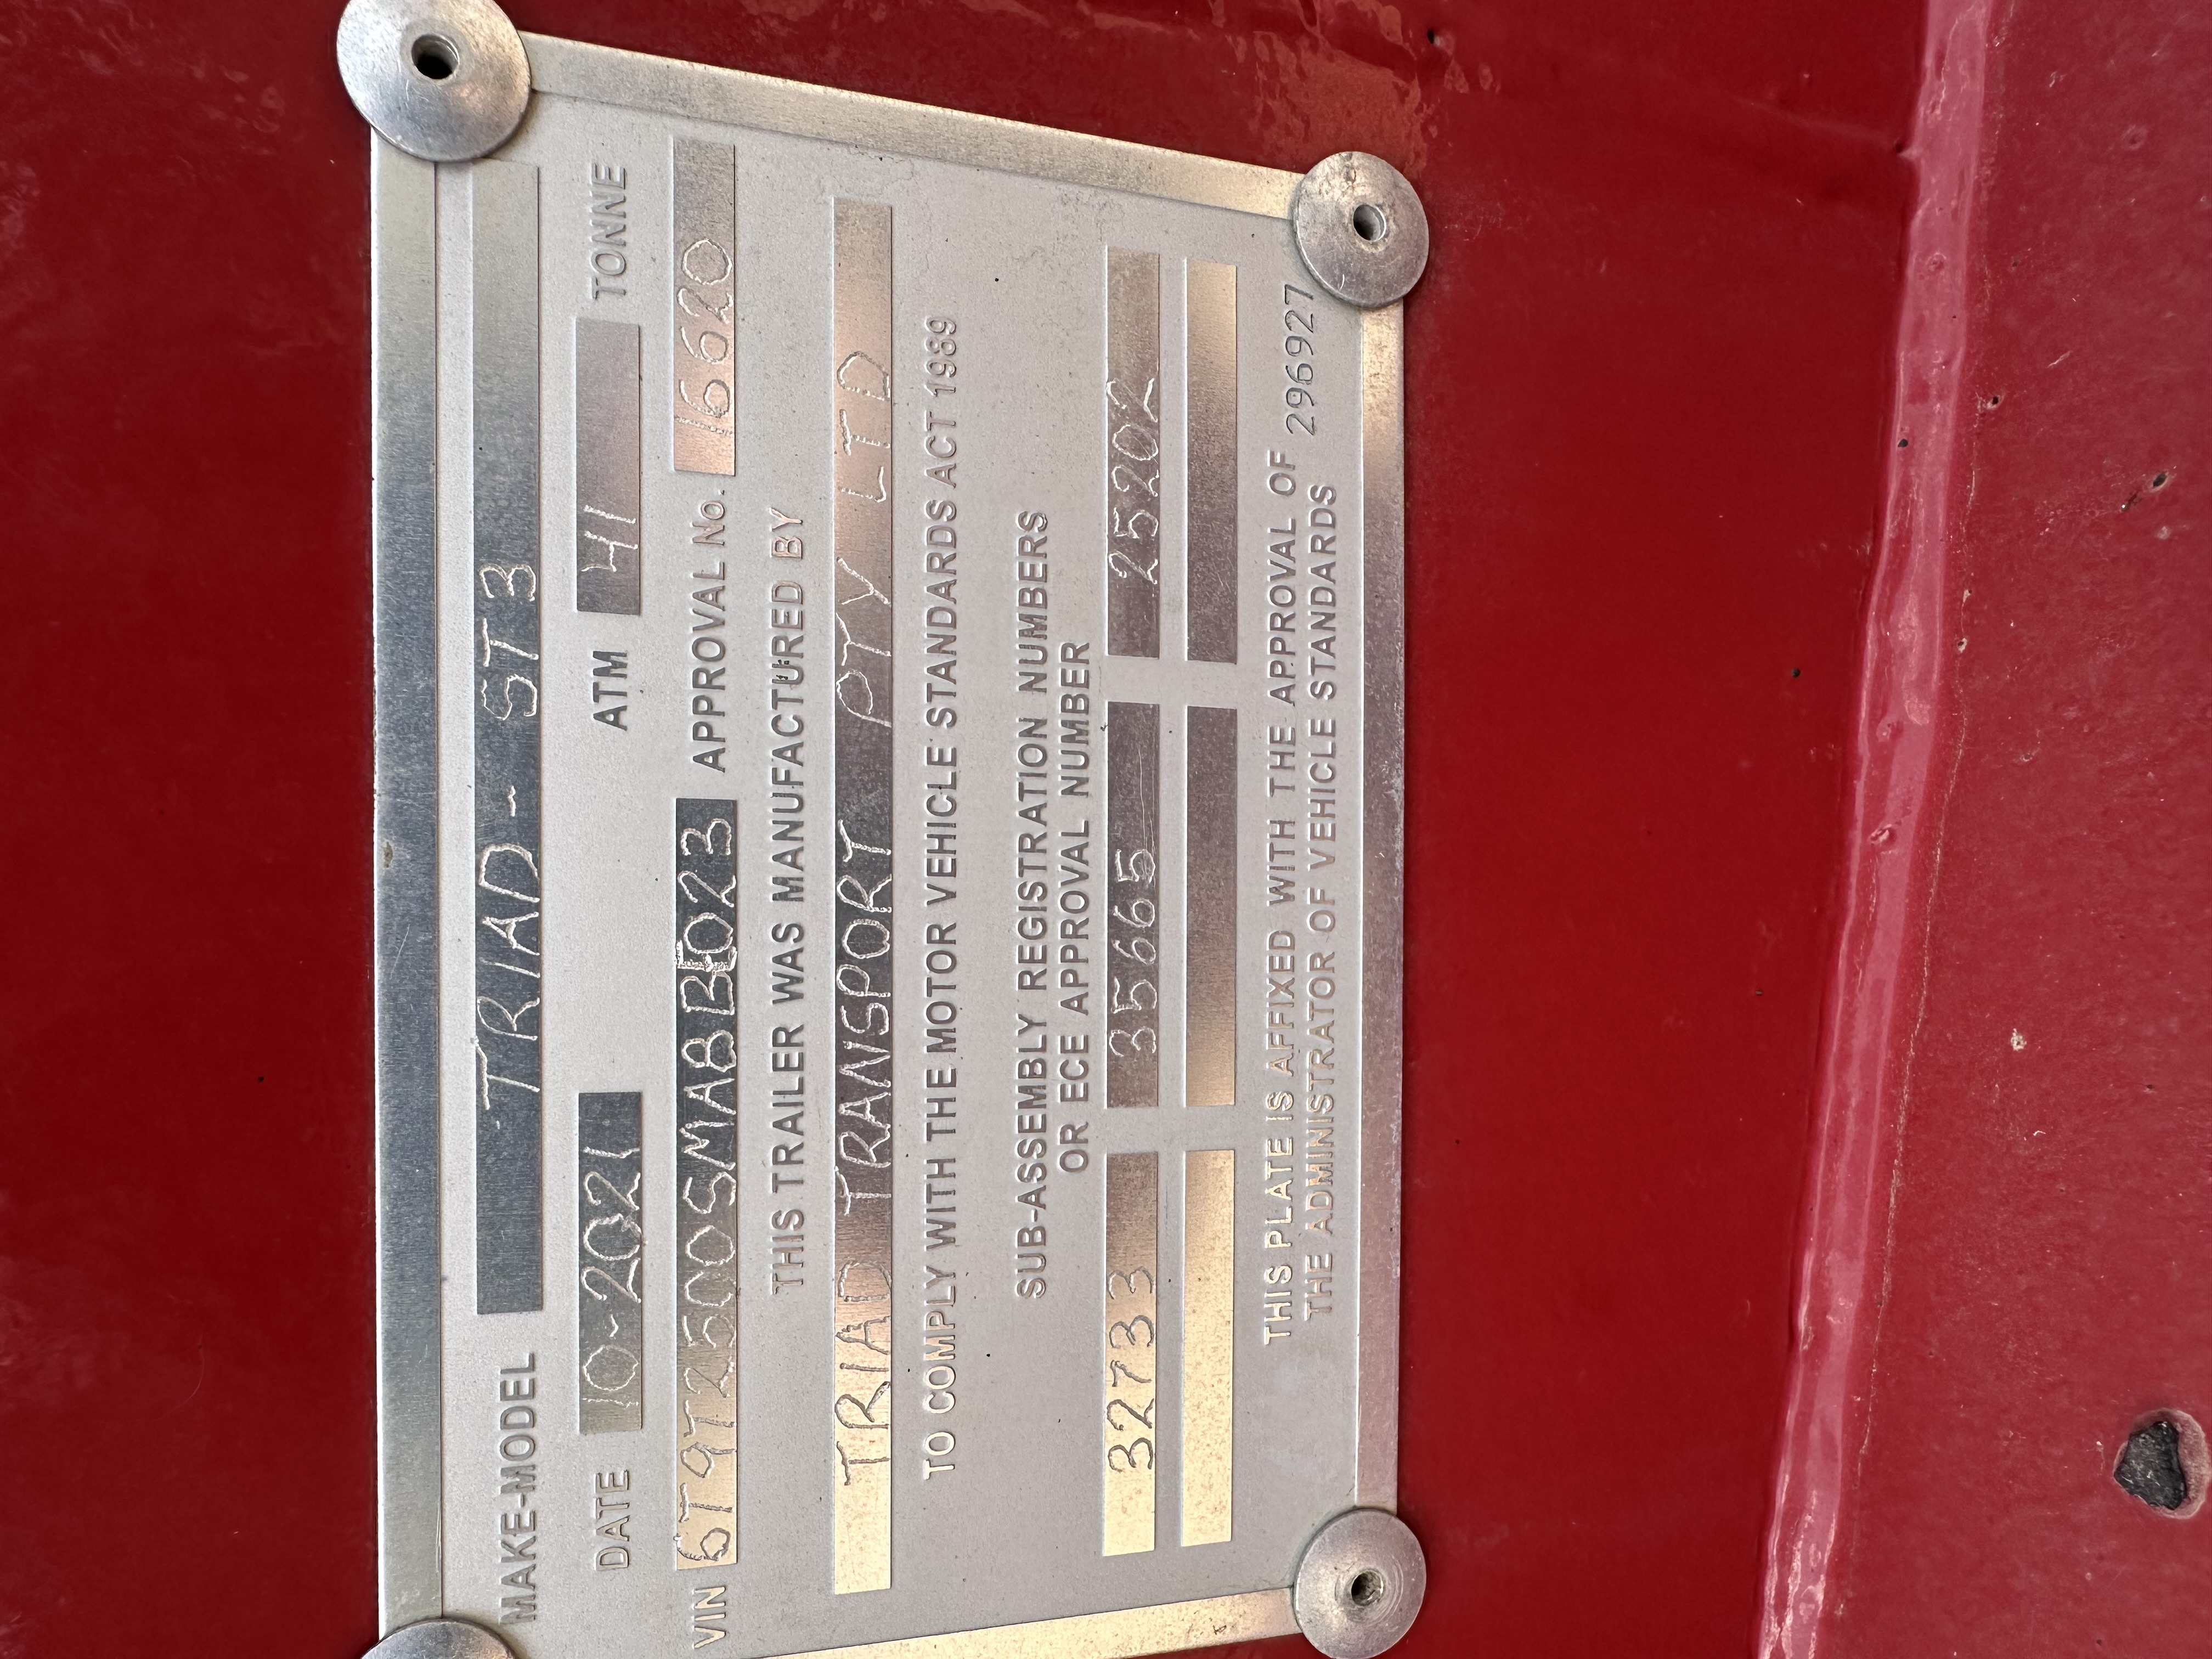 MAKE-MODEL TRIAD - ST3
DATE 10-2021 ATM 41 TONNE
VIN 6T9T2500SMA8BB023 APPROVAL No. 16620
THIS TRAILER WAS MANUFACTURED BY
TRIAD TRANSPORT PTY LTD
TO COMPLY WITH THE MOTOR VEHICLE STANDARDS ACT 1989
SUB-ASSEMBLY REGISTRATION NUMBERS
OR ECE APPROVAL NUMBER
32733 35665 25202
THIS PLATE IS AFFIXED WITH THE APPROVAL OF
THE ADMINISTRATOR OF VEHICLE STANDARDS 296927